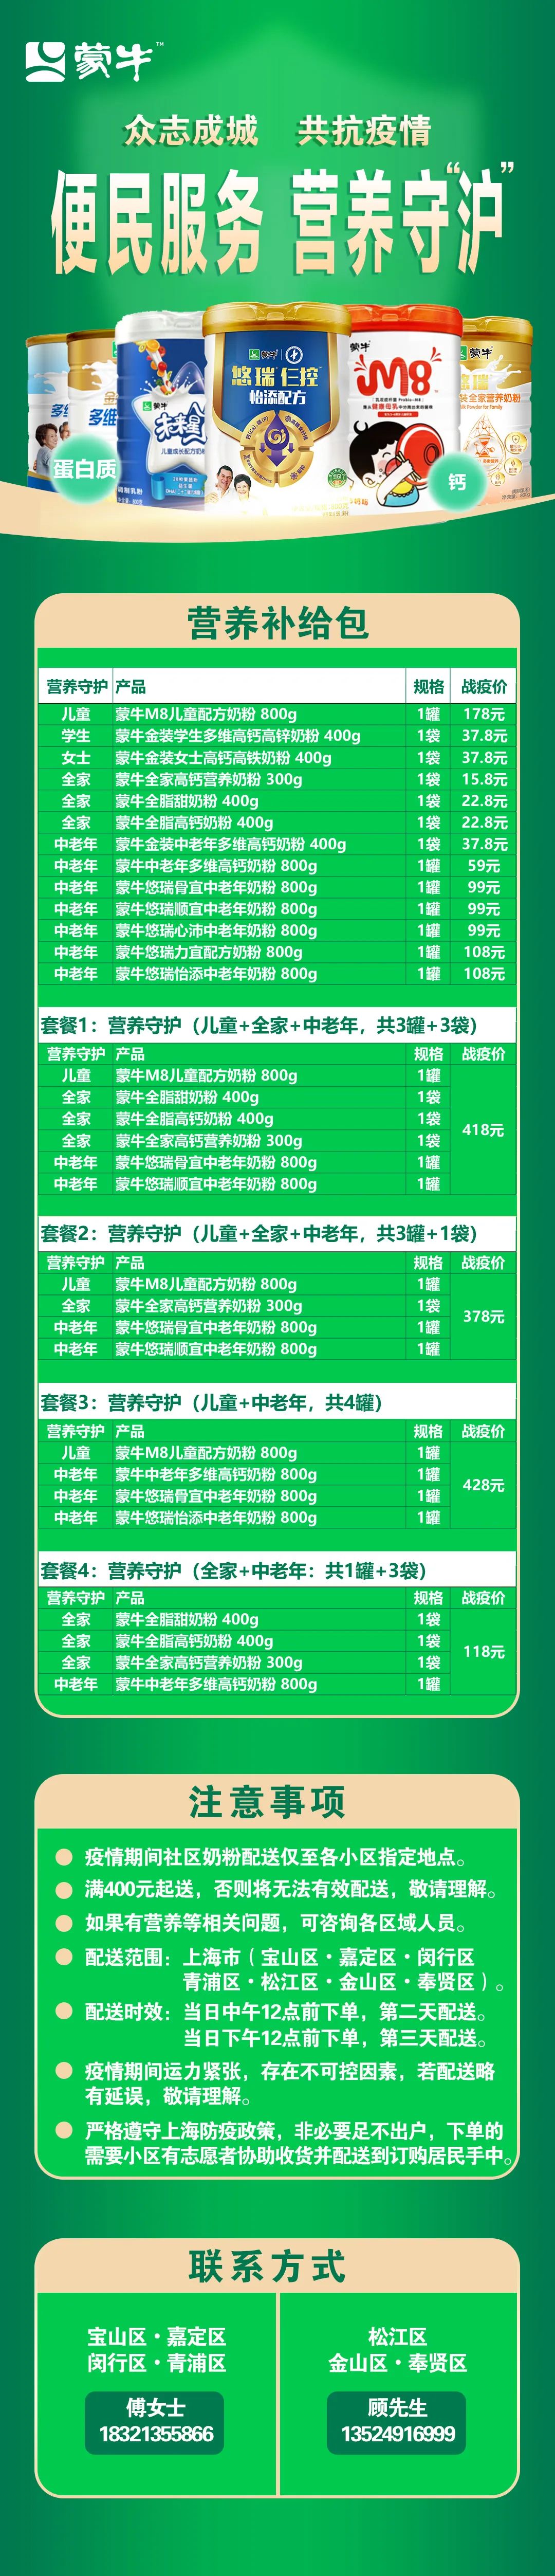 蒙牛™
众志成城 共抗疫情
便民服务 营养守“沪”
蒙牛
悠瑞 仁控
怡添配方
蒙牛
未来星
儿童成长配方奶粉
蒙牛
M8
蒙牛
装全家营养奶粉
Milk Powder for Family
多维
蛋白质
钙
营养补给包
营养守护 产品 规格 战疫价
儿童 蒙牛M8儿童配方奶粉 800g 1罐 178元
学生 蒙牛金装学生多维高钙高锌奶粉 400g 1袋 37.8元
女士 蒙牛金装女士高钙高铁奶粉 400g 1袋 37.8元
全家 蒙牛全家高钙营养奶粉 300g 1袋 15.8元
全家 蒙牛全脂甜奶粉 400g 1袋 22.8元
全家 蒙牛全脂高钙奶粉 400g 1袋 22.8元
中老年 蒙牛金装中老年多维高钙奶粉 400g 1袋 37.8元
中老年 蒙牛中老年多维高钙奶粉 800g 1罐 59元
中老年 蒙牛悠瑞骨宜中老年奶粉 800g 1罐 99元
中老年 蒙牛悠瑞顺宜中老年奶粉 800g 1罐 99元
中老年 蒙牛悠瑞心沛中老年奶粉 800g 1罐 99元
中老年 蒙牛悠瑞力宜配方奶粉 800g 1罐 108元
中老年 蒙牛悠瑞怡添中老年奶粉 800g 1罐 108元
套餐1：营养守护（儿童+全家+中老年，共3罐+3袋）
营养守护 产品 规格 战疫价
儿童 蒙牛M8儿童配方奶粉 800g 1罐
全家 蒙牛全脂甜奶粉 400g 1袋
全家 蒙牛全脂高钙奶粉 400g 1袋
418元
全家 蒙牛全家高钙营养奶粉 300g 1袋
中老年 蒙牛悠瑞骨宜中老年奶粉 800g 1罐
中老年 蒙牛悠瑞顺宜中老年奶粉 800g 1罐
套餐2：营养守护（儿童+全家+中老年，共3罐+1袋）
营养守护 产品 规格 战疫价
儿童 蒙牛M8儿童配方奶粉 800g 1罐
全家 蒙牛全家高钙营养奶粉 300g 1袋
378元
中老年 蒙牛悠瑞骨宜中老年奶粉 800g 1罐
中老年 蒙牛悠瑞顺宜中老年奶粉 800g 1罐
套餐3：营养守护（儿童+中老年，共4罐）
营养守护 产品 规格 战疫价
儿童 蒙牛M8儿童配方奶粉 800g 1罐
中老年 蒙牛中老年多维高钙奶粉 800g 1罐
428元
中老年 蒙牛悠瑞骨宜中老年奶粉 800g 1罐
中老年 蒙牛悠瑞怡添中老年奶粉 800g 1罐
套餐4：营养守护（全家+中老年：共1罐+3袋）
营养守护 产品 规格 战疫价
全家 蒙牛全脂甜奶粉 400g 1袋
全家 蒙牛全脂高钙奶粉 400g 1袋
118元
全家 蒙牛全家高钙营养奶粉 300g 1袋
中老年 蒙牛中老年多维高钙奶粉 800g 1罐
注意事项
疫情期间社区奶粉配送仅至各小区指定地点。
满400元起送，否则将无法有效配送，敬请理解。
如果有营养等相关问题，可咨询各区域人员。
配送范围：上海市（宝山区·嘉定区·闵行区
青浦区·松江区·金山区·奉贤区）。
配送时效：当日中午12点前下单，第二天配送。
当日下午12点前下单，第三天配送。
疫情期间运力紧张，存在不可控因素，若配送略
有延误，敬请理解。
严格遵守上海防疫政策，非必要足不出户，下单的
需要小区有志愿者协助收货并配送到订购居民手中。
联系方式
宝山区·嘉定区
闵行区·青浦区
傅女士
18321355866
松江区
金山区·奉贤区
顾先生
13524916999